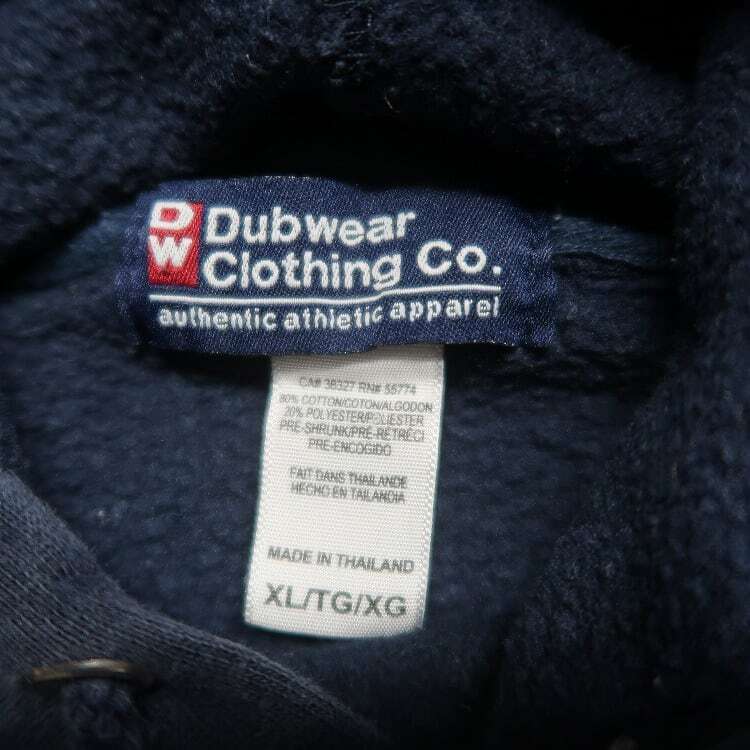 DW
Dubwear
Clothing Co.
authentic athletic apparel
CA# 38327 RN# 55774
80% COTTON/COTON/ALGODON
20% POLYESTER/POLIESTER
PRE-SHRUNK/PRÉ-RÉTRÉCI
PRE-ENCOGIDO
FAIT DANS THAILANDE
HECHO EN TAILANDIA
MADE IN THAILAND
XL/TG/XG